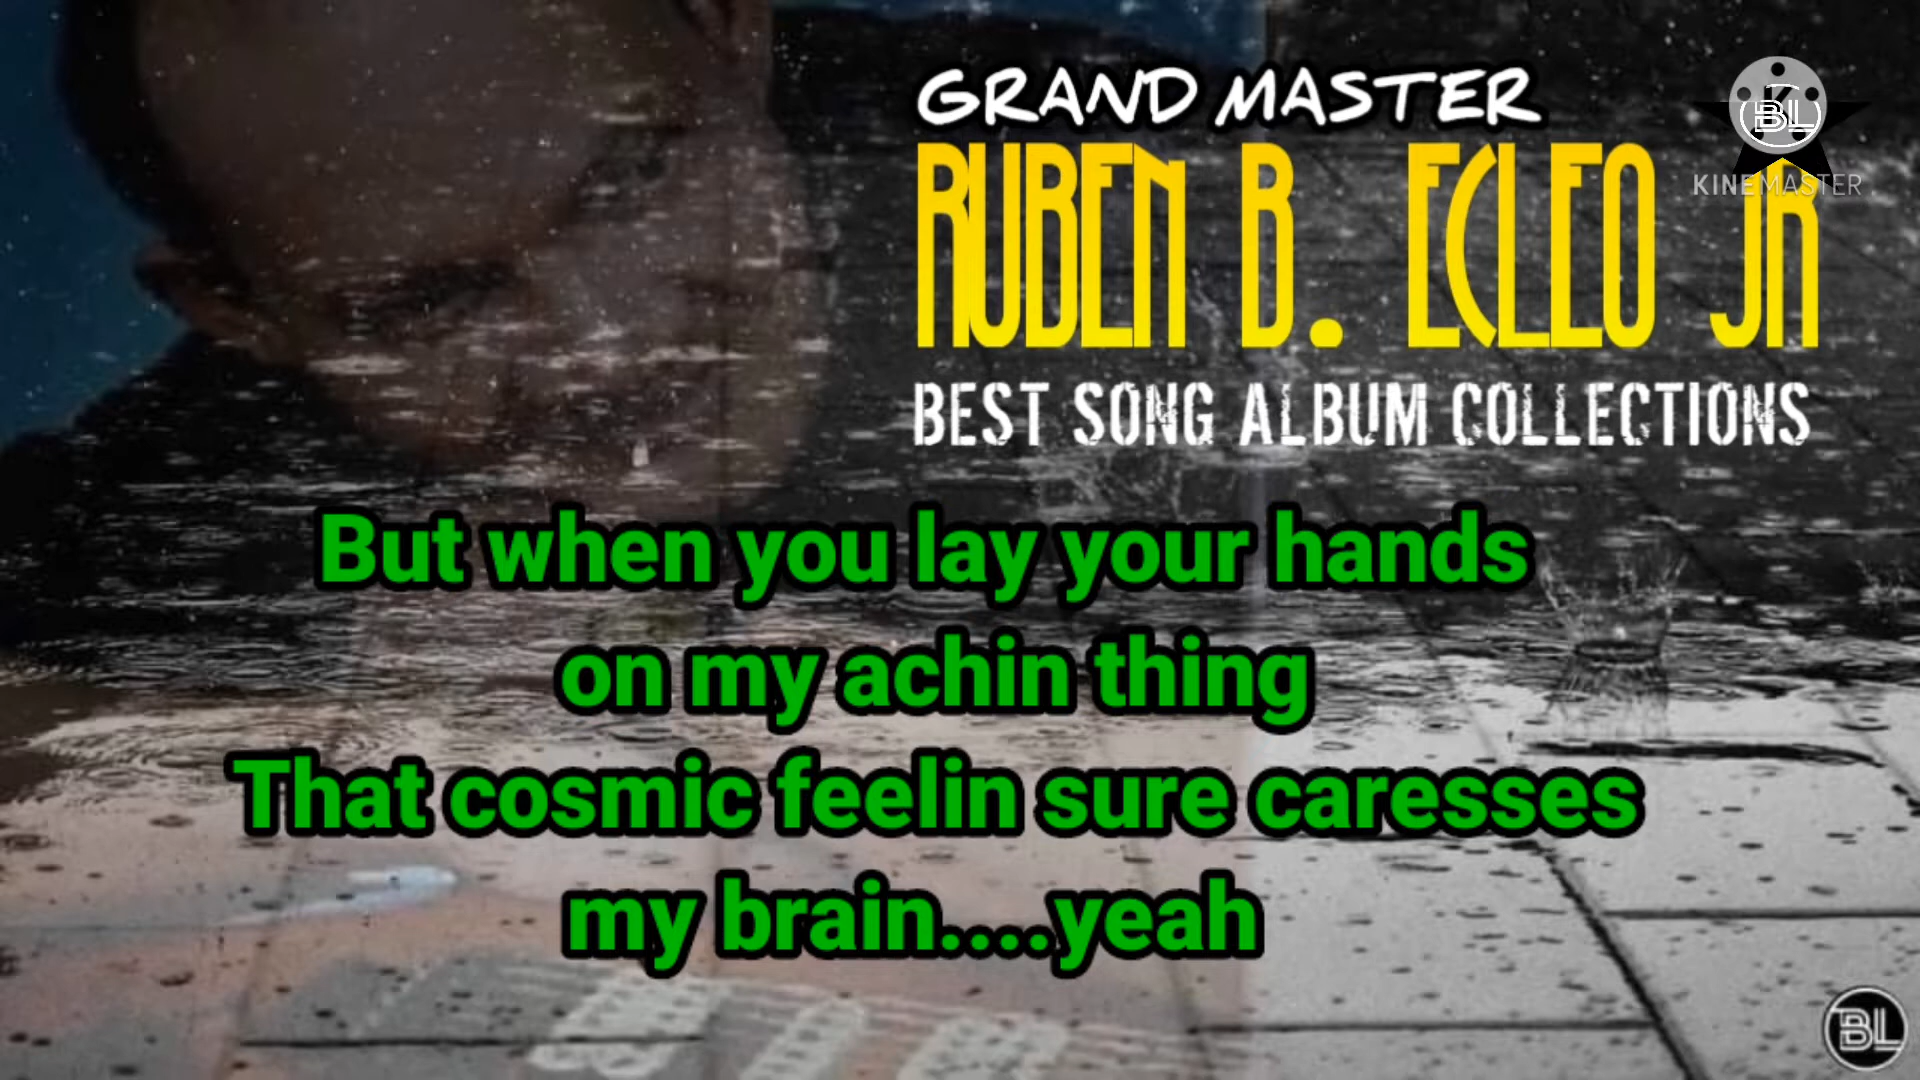 GRAND MASTER
RUBEN B. ECLEO JR
BL
KINEMASTER
BEST SONG ALBUM COLLECTIONS
But when you lay your hands
on my achin thing
That cosmic feelin sure caresses
my brain....yeah
BL